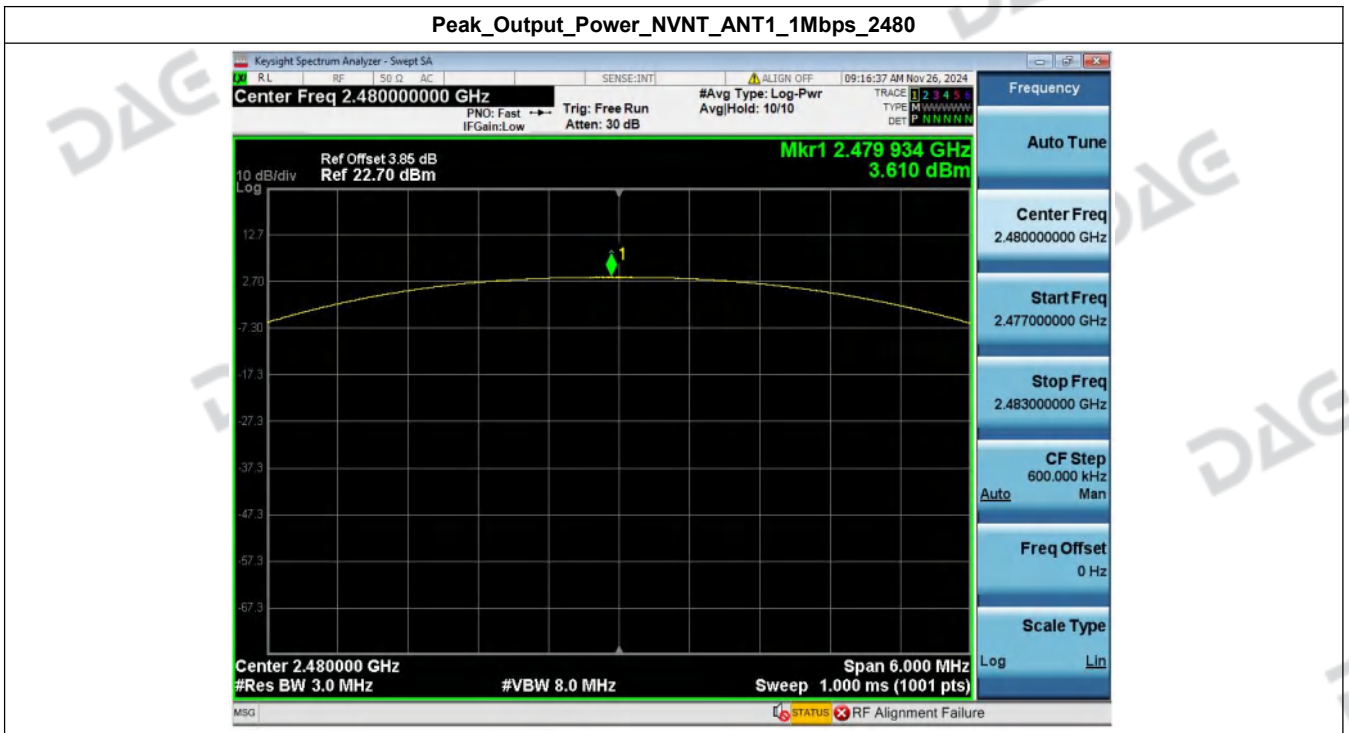 Peak_Output_Power_NVNT_ANT1_1Mbps_2480
Keysight Spectrum Analyzer - Swept SA
LXI RL RF 50 Ω AC SENSE:INT ALIGN OFF 09:16:37 AM Nov 26, 2024
Center Freq 2.480000000 GHz
PNO: Fast
IFGain:Low
Trig: Free Run
Atten: 30 dB
#Avg Type: Log-Pwr
Avg|Hold: 10/10
TRACE 1 2 3 4 5 6
TYPE M WWWWW
DET P N N N N N
Mkr1 2.479 934 GHz
3.610 dBm
Ref Offset 3.85 dB
10 dB/div Ref 22.70 dBm
Log
12.7
2.70
-7.30
-17.3
-27.3
-37.3
-47.3
-57.3
-67.3
1
Center 2.480000 GHz
#Res BW 3.0 MHz
#VBW 8.0 MHz
Span 6.000 MHz
Sweep 1.000 ms (1001 pts)
MSG
STATUS RF Alignment Failure
Frequency
Auto Tune
Center Freq
2.480000000 GHz
Start Freq
2.477000000 GHz
Stop Freq
2.483000000 GHz
CF Step
600.000 kHz
Auto Man
Freq Offset
0 Hz
Scale Type
Log Lin
DAG
DAG
DAG